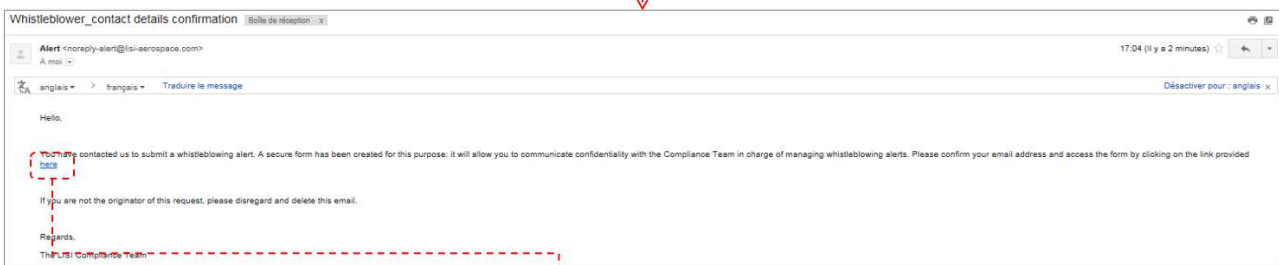 Whistleblower_contact details confirmation Boîte de réception x
Alert <noreply-alert@lisi-aerospace.com> 17:04 (Il y a 2 minutes)
À moi
anglais > français Traduire le message Désactiver pour : anglais x
Hello,
You have contacted us to submit a whistleblowing alert. A secure form has been created for this purpose: it will allow you to communicate confidentiality with the Compliance Team in charge of managing whistleblowing alerts. Please confirm your email address and access the form by clicking on the link provided
here
If you are not the originator of this request, please disregard and delete this email.
Regards,
The LISI Compliance Team